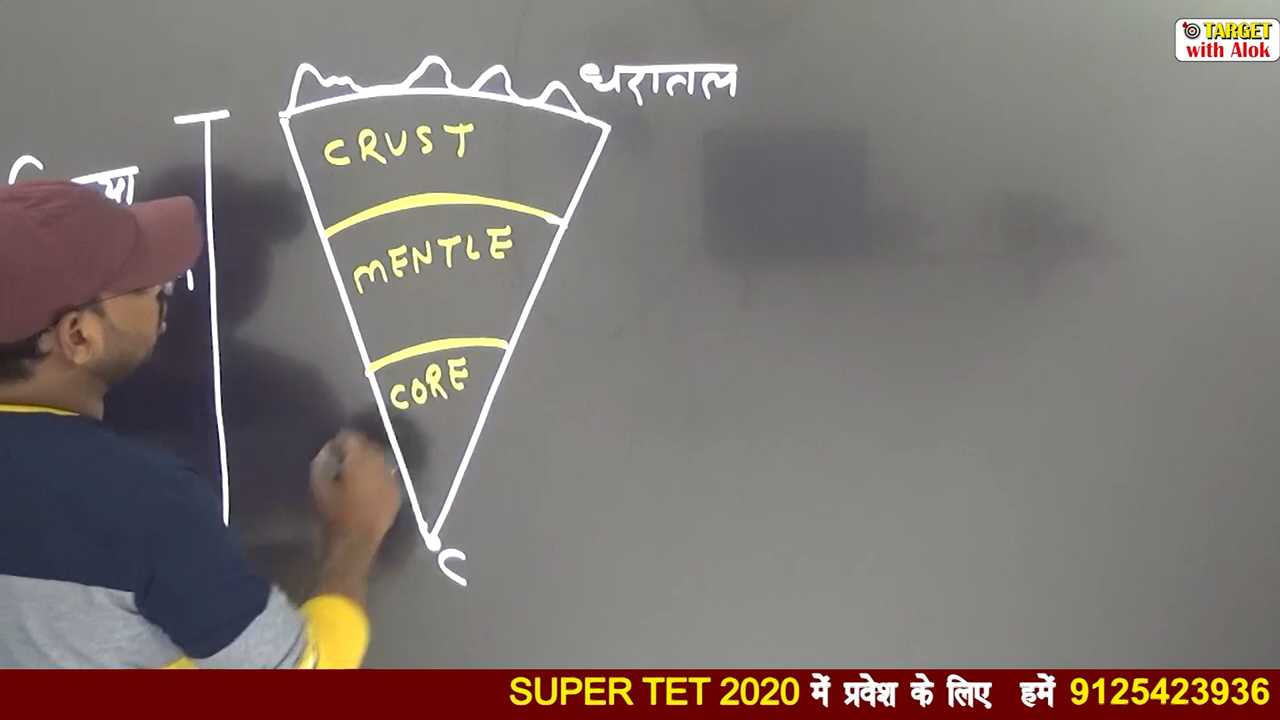 TARGET
with Alok
धरातल
CRUST
MENTLE
CORE
C
SUPER TET 2020 में प्रवेश के लिए हमें 9125423936